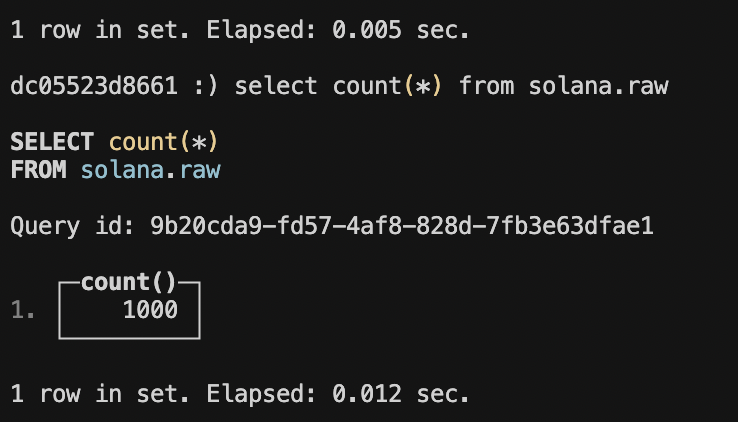 1 row in set. Elapsed: 0.005 sec.
dc05523d8661 :) select count(*) from solana.raw
SELECT count(*)
FROM solana.raw
Query id: 9b20cda9-fd57-4af8-828d-7fb3e63dfae1
count()
1. 1000
1 row in set. Elapsed: 0.012 sec.